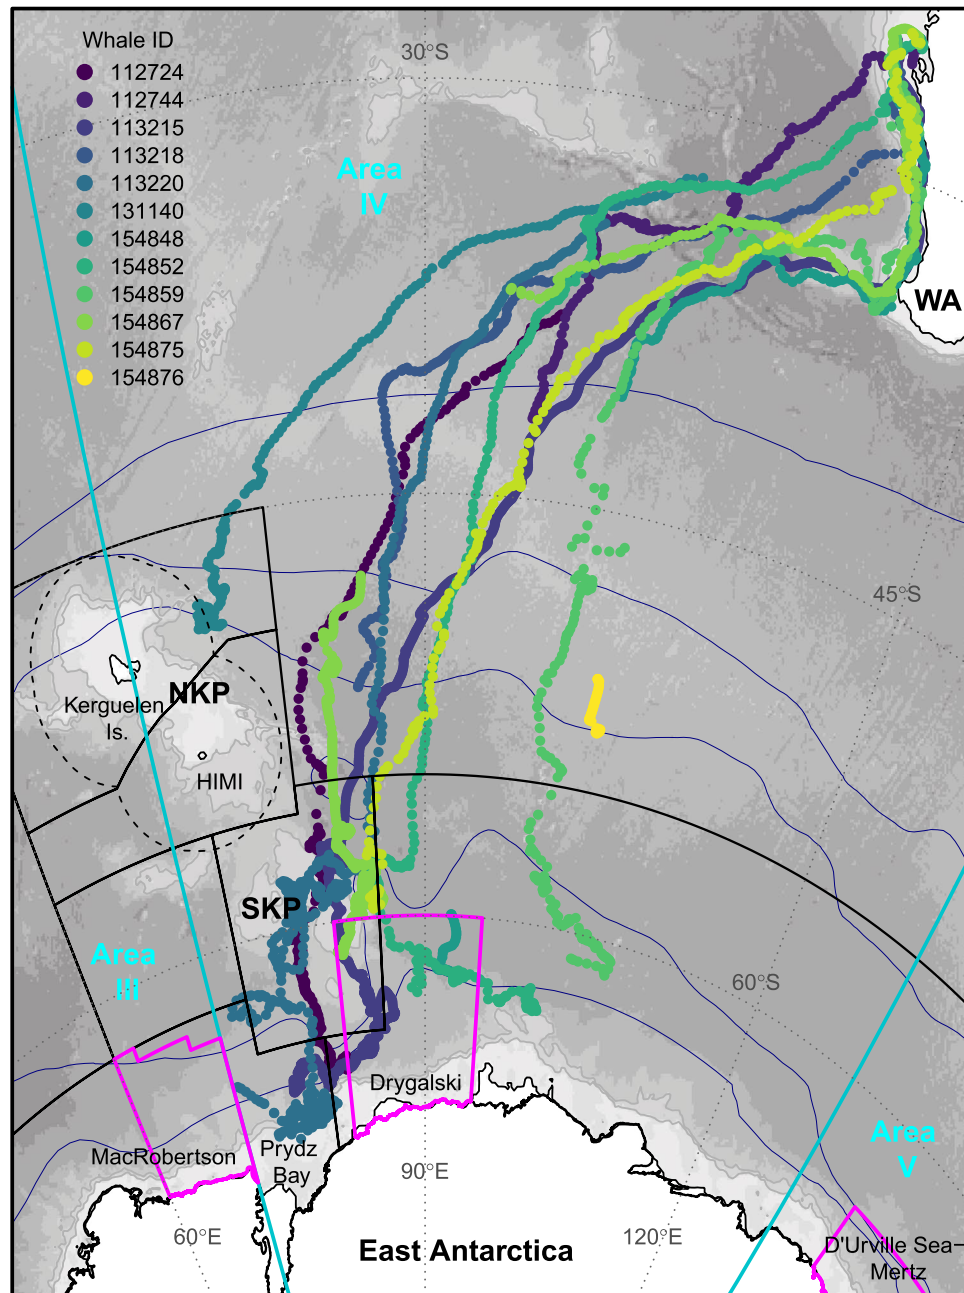 Whale ID
112724
112744
113215
113218
113220
131140
154848
154852
154859
154867
154875
154876
30°S
Area
IV
WA
45°S
Kerguelen
Is.
NKP
HIMI
SKP
Area
III
60°S
Drygalski
MacRobertson
Prydz
Bay
90°E
Area
V
60°E
East Antarctica
120°E
D'Urville Sea–
Mertz